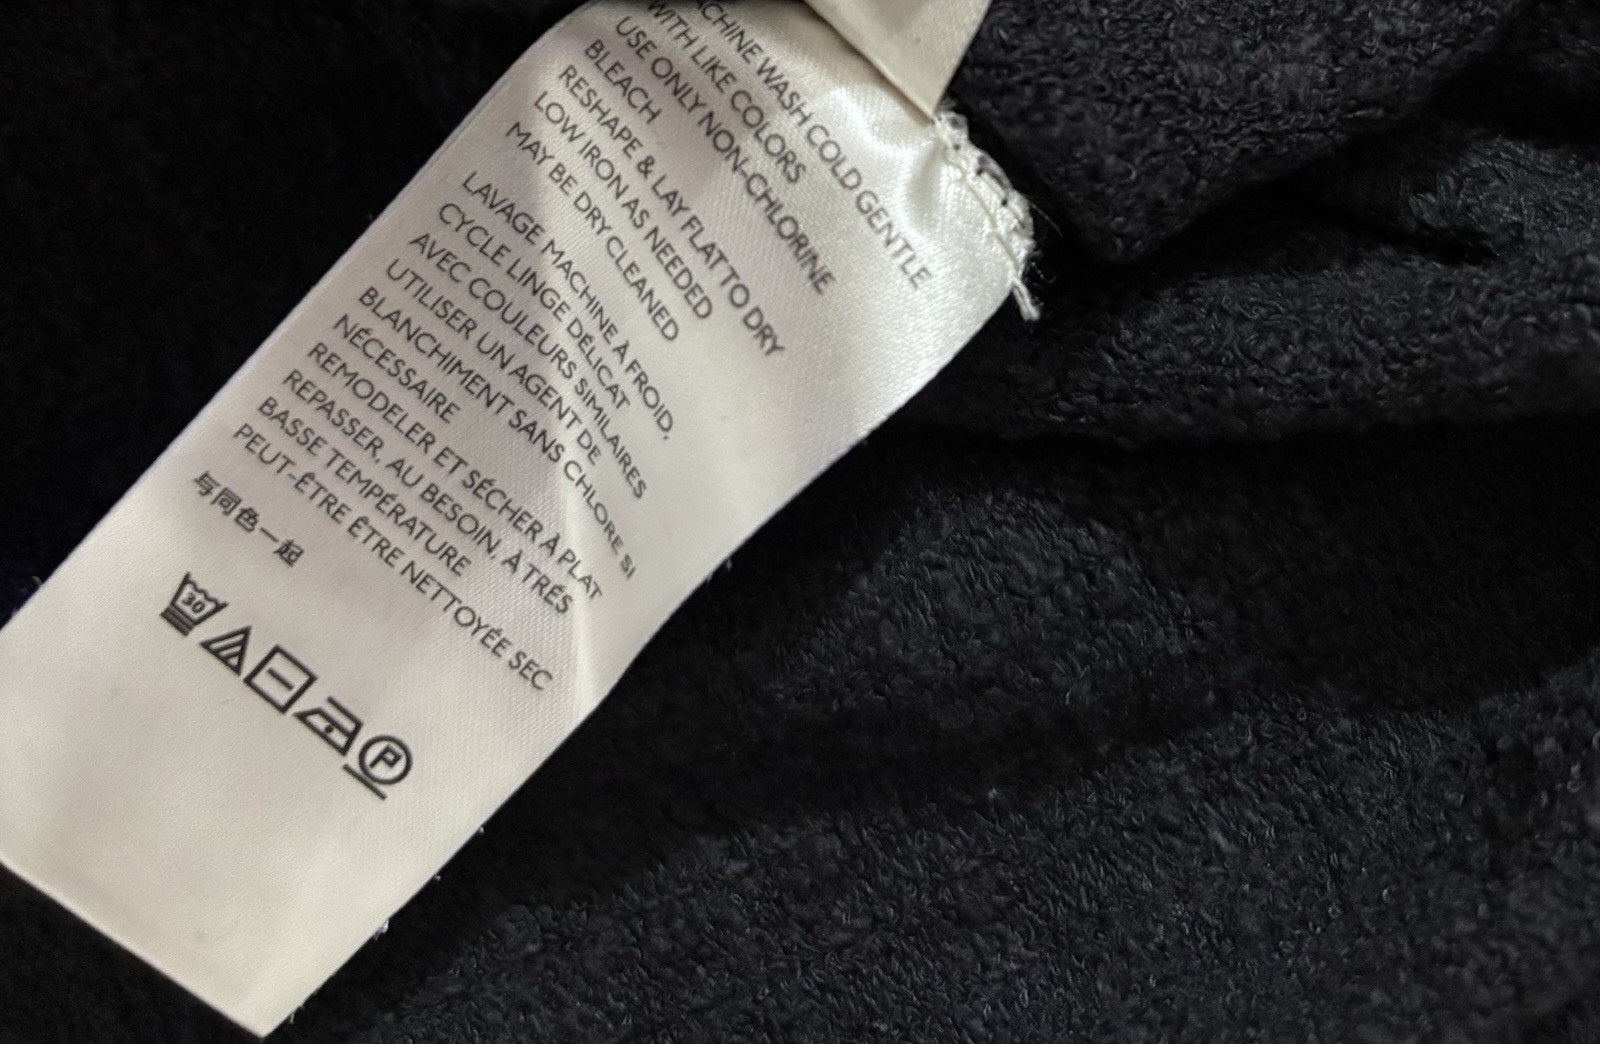 MACHINE WASH COLD GENTLE
WITH LIKE COLORS
USE ONLY NON-CHLORINE
BLEACH
RESHAPE & LAY FLAT TO DRY
LOW IRON AS NEEDED
MAY BE DRY CLEANED
LAVAGE MACHINE À FROID,
CYCLE LINGE DÉLICAT
AVEC COULEURS SIMILAIRES
UTILISER UN AGENT DE
BLANCHIMENT SANS CHLORE SI
NÉCESSAIRE
REMODELER ET SÉCHER À PLAT
REPASSER, AU BESOIN, À TRÉS
BASSE TEMPÉRATURE
PEUT-ÊTRE ÊTRE NETTOYÉE SEC
与同色一起
30
P